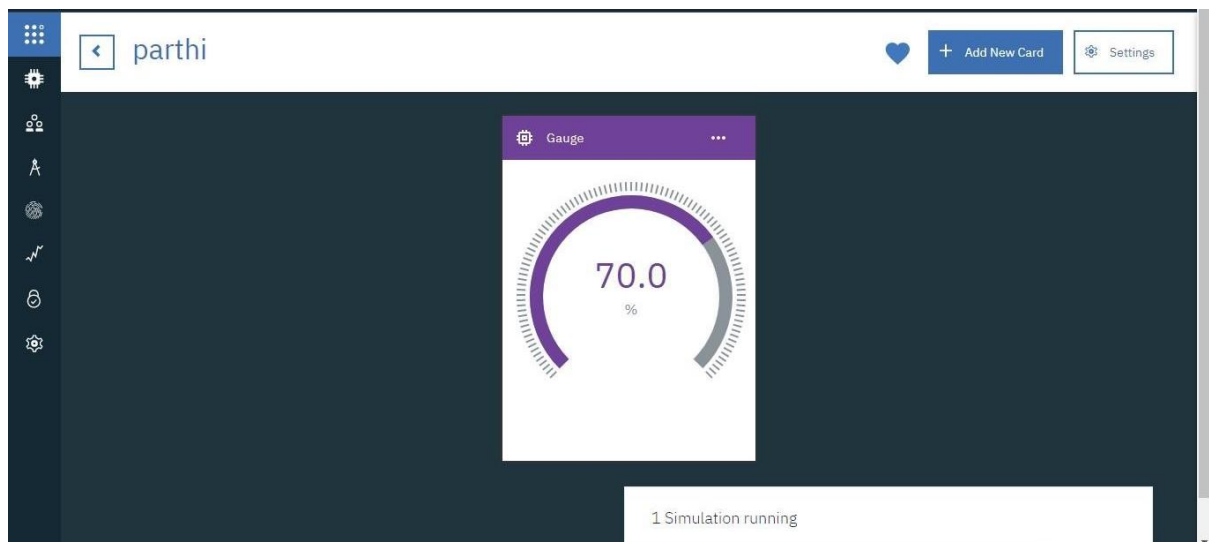 parthi
+ Add New Card
Settings
Gauge
...
70.0
%
1 Simulation running